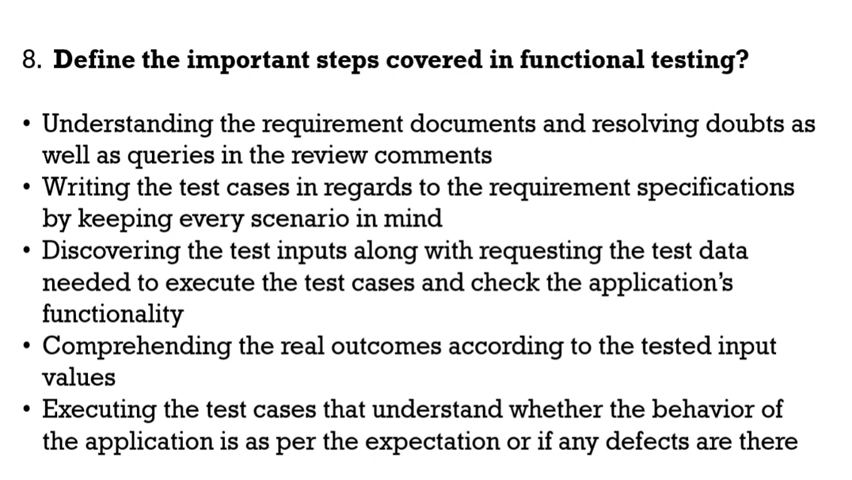 8. Define the important steps covered in functional testing?
• Understanding the requirement documents and resolving doubts as
well as queries in the review comments
• Writing the test cases in regards to the requirement specifications
by keeping every scenario in mind
• Discovering the test inputs along with requesting the test data
needed to execute the test cases and check the application's
functionality
• Comprehending the real outcomes according to the tested input
values
• Executing the test cases that understand whether the behavior of
the application is as per the expectation or if any defects are there